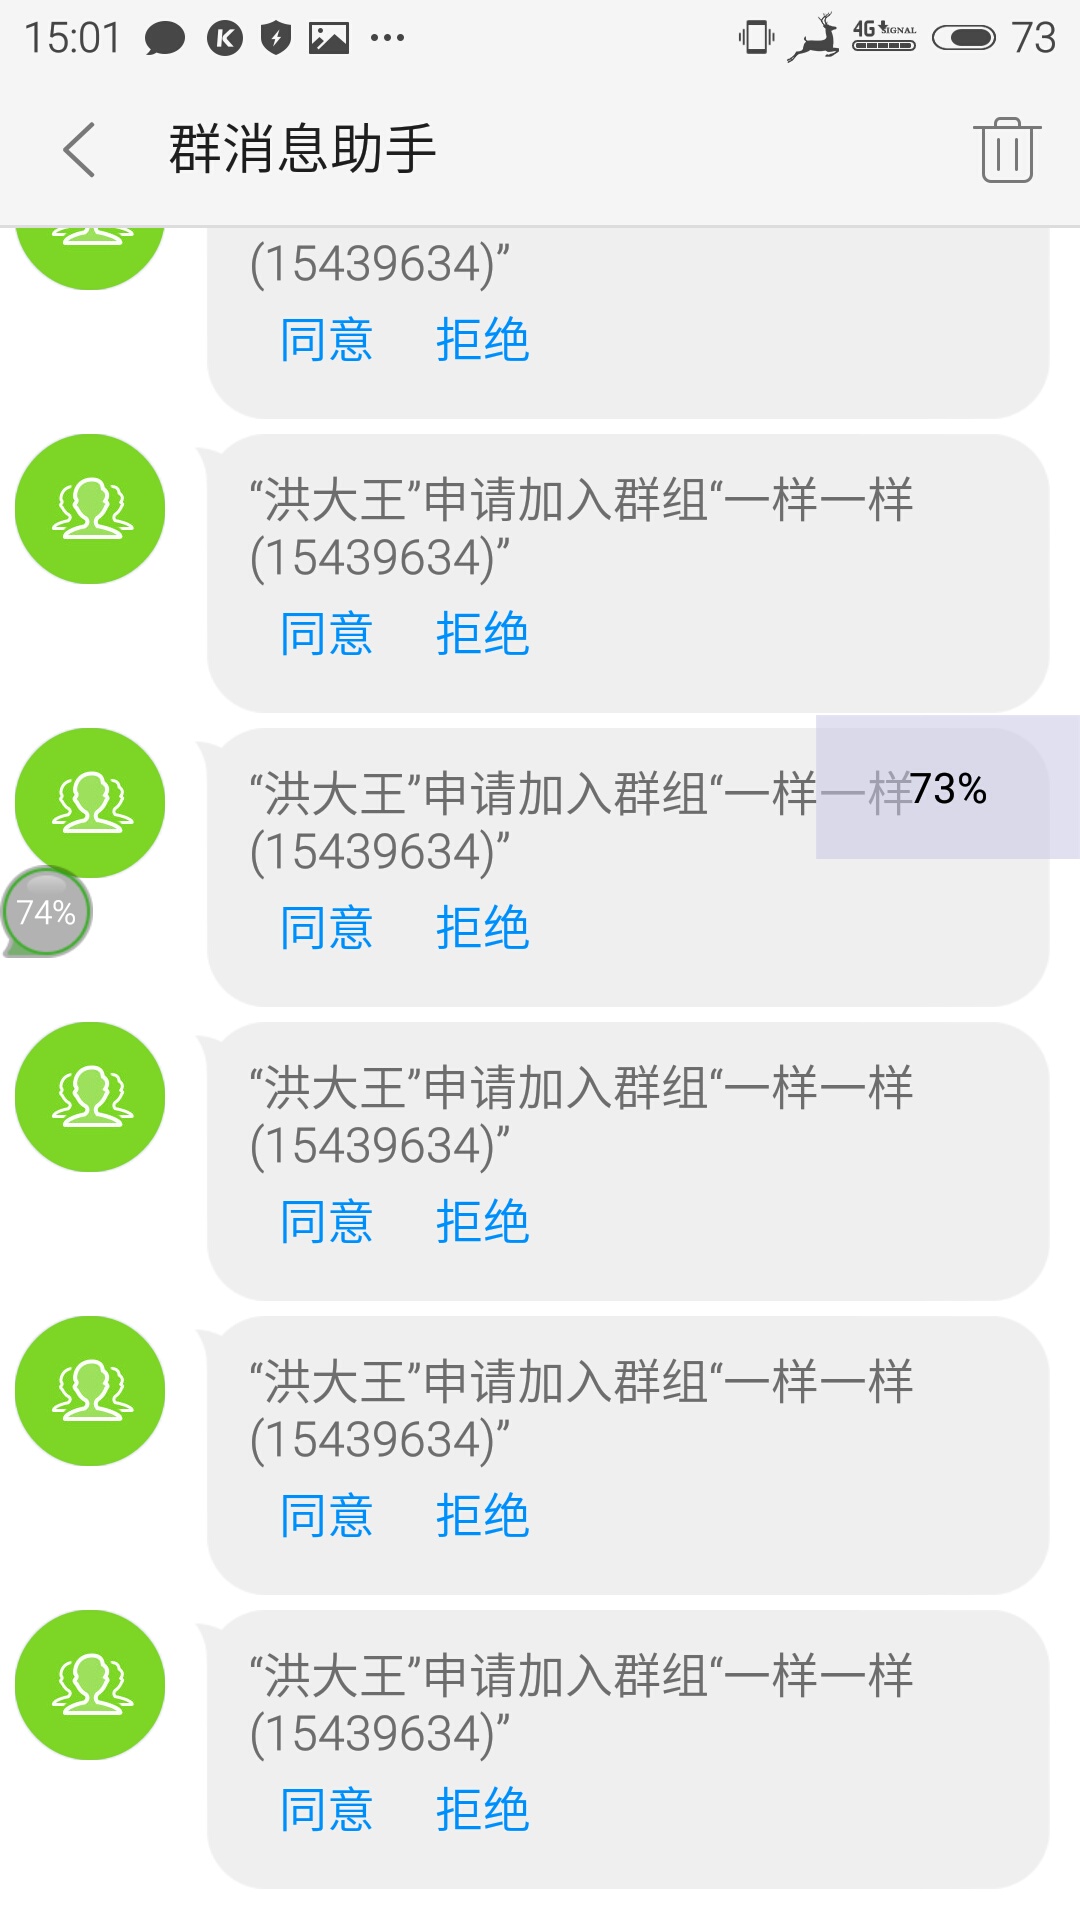 15:01
4G SIGNAL
73
群消息助手
(15439634)”
同意 拒绝
“洪大王”申请加入群组“一样一样
(15439634)”
同意 拒绝
“洪大王”申请加入群组“一样一样
73%
(15439634)”
74%
同意 拒绝
“洪大王”申请加入群组“一样一样
(15439634)”
同意 拒绝
“洪大王”申请加入群组“一样一样
(15439634)”
同意 拒绝
“洪大王”申请加入群组“一样一样
(15439634)”
同意 拒绝